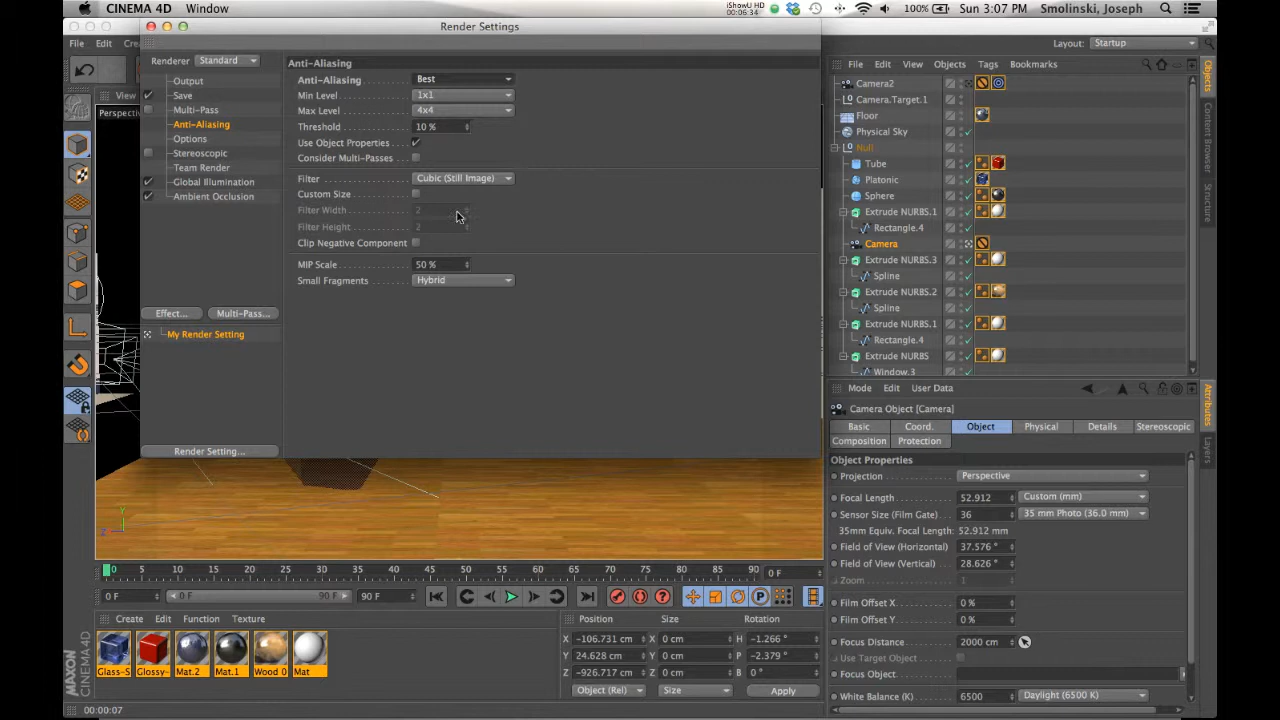 CINEMA 4D Window
iShowU HD
00:06:34
100% Sun 3:07 PM Smolinski, Joseph
Render Settings
File Edit
Layout: Startup
Renderer Standard
Anti-Aliasing
File Edit View Objects Tags Bookmarks
Output
Save
Multi-Pass
Anti-Aliasing
Options
Stereoscopic
Team Render
Global Illumination
Ambient Occlusion
Effect... Multi-Pass...
My Render Setting
Render Setting...
Anti-Aliasing Best
Min Level 1x1
Max Level 4x4
Threshold 10 %
Use Object Properties
Consider Multi-Passes
Filter Cubic (Still Image)
Custom Size
Filter Width 2
Filter Height 2
Clip Negative Component
MIP Scale 50 %
Small Fragments Hybrid
View
Perspecti
Camera2
Camera.Target.1
Floor
Physical Sky
Null
Tube
Platonic
Sphere
Extrude NURBS.1
Rectangle.4
Camera
Extrude NURBS.3
Spline
Extrude NURBS.2
Spline
Extrude NURBS.1
Rectangle.4
Extrude NURBS
Window.3
Objects
Content Browser
Structure
Mode Edit User Data
Camera Object [Camera]
Basic Coord. Object Physical Details Stereoscopic
Composition Protection
Object Properties
Projection Perspective
Focal Length 52.912 Custom (mm)
Sensor Size (Film Gate) 36 35 mm Photo (36.0 mm)
35mm Equiv. Focal Length: 52.912 mm
Field of View (Horizontal) 37.576 °
Field of View (Vertical) 28.626 °
Zoom 1
Film Offset X 0 %
Film Offset Y 0 %
Focus Distance 2000 cm
Use Target Object
Focus Object
White Balance (K) 6500 Daylight (6500 K)
Attributes
Layers
Y
Z
0 5 10 15 20 25 30 35 40 45 50 55 60 65 70 75 80 85 90 0 F
0 F 0 F 90 F 90 F
P
Create Edit Function Texture
Glass-S Glossy- Mat.2 Mat.1 Wood 0 Mat
Position Size Rotation
X -106.731 cm X 0 cm H -1.266 °
Y 24.628 cm Y 0 cm P -2.379 °
Z -926.717 cm Z 0 cm B 0 °
Object (Rel) Size Apply
MAXON
CINEMA 4D
00:00:07